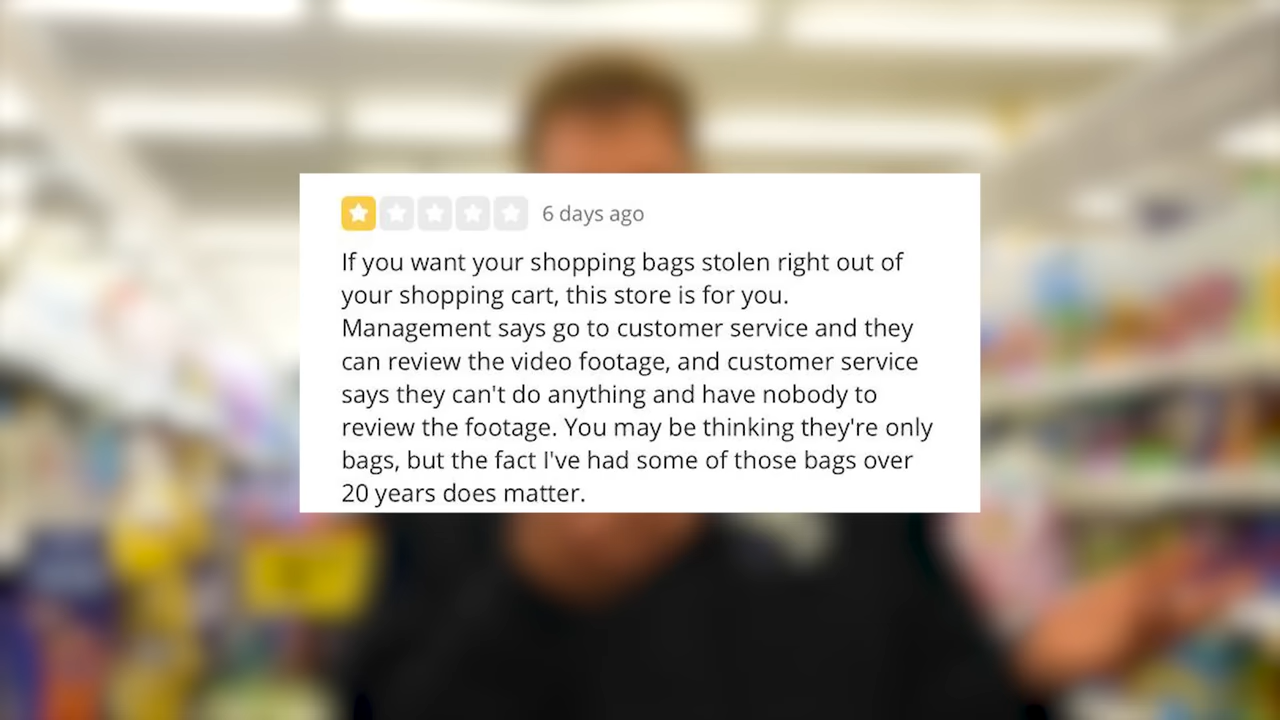 6 days ago
If you want your shopping bags stolen right out of
your shopping cart, this store is for you.
Management says go to customer service and they
can review the video footage, and customer service
says they can't do anything and have nobody to
review the footage. You may be thinking they're only
bags, but the fact I've had some of those bags over
20 years does matter.